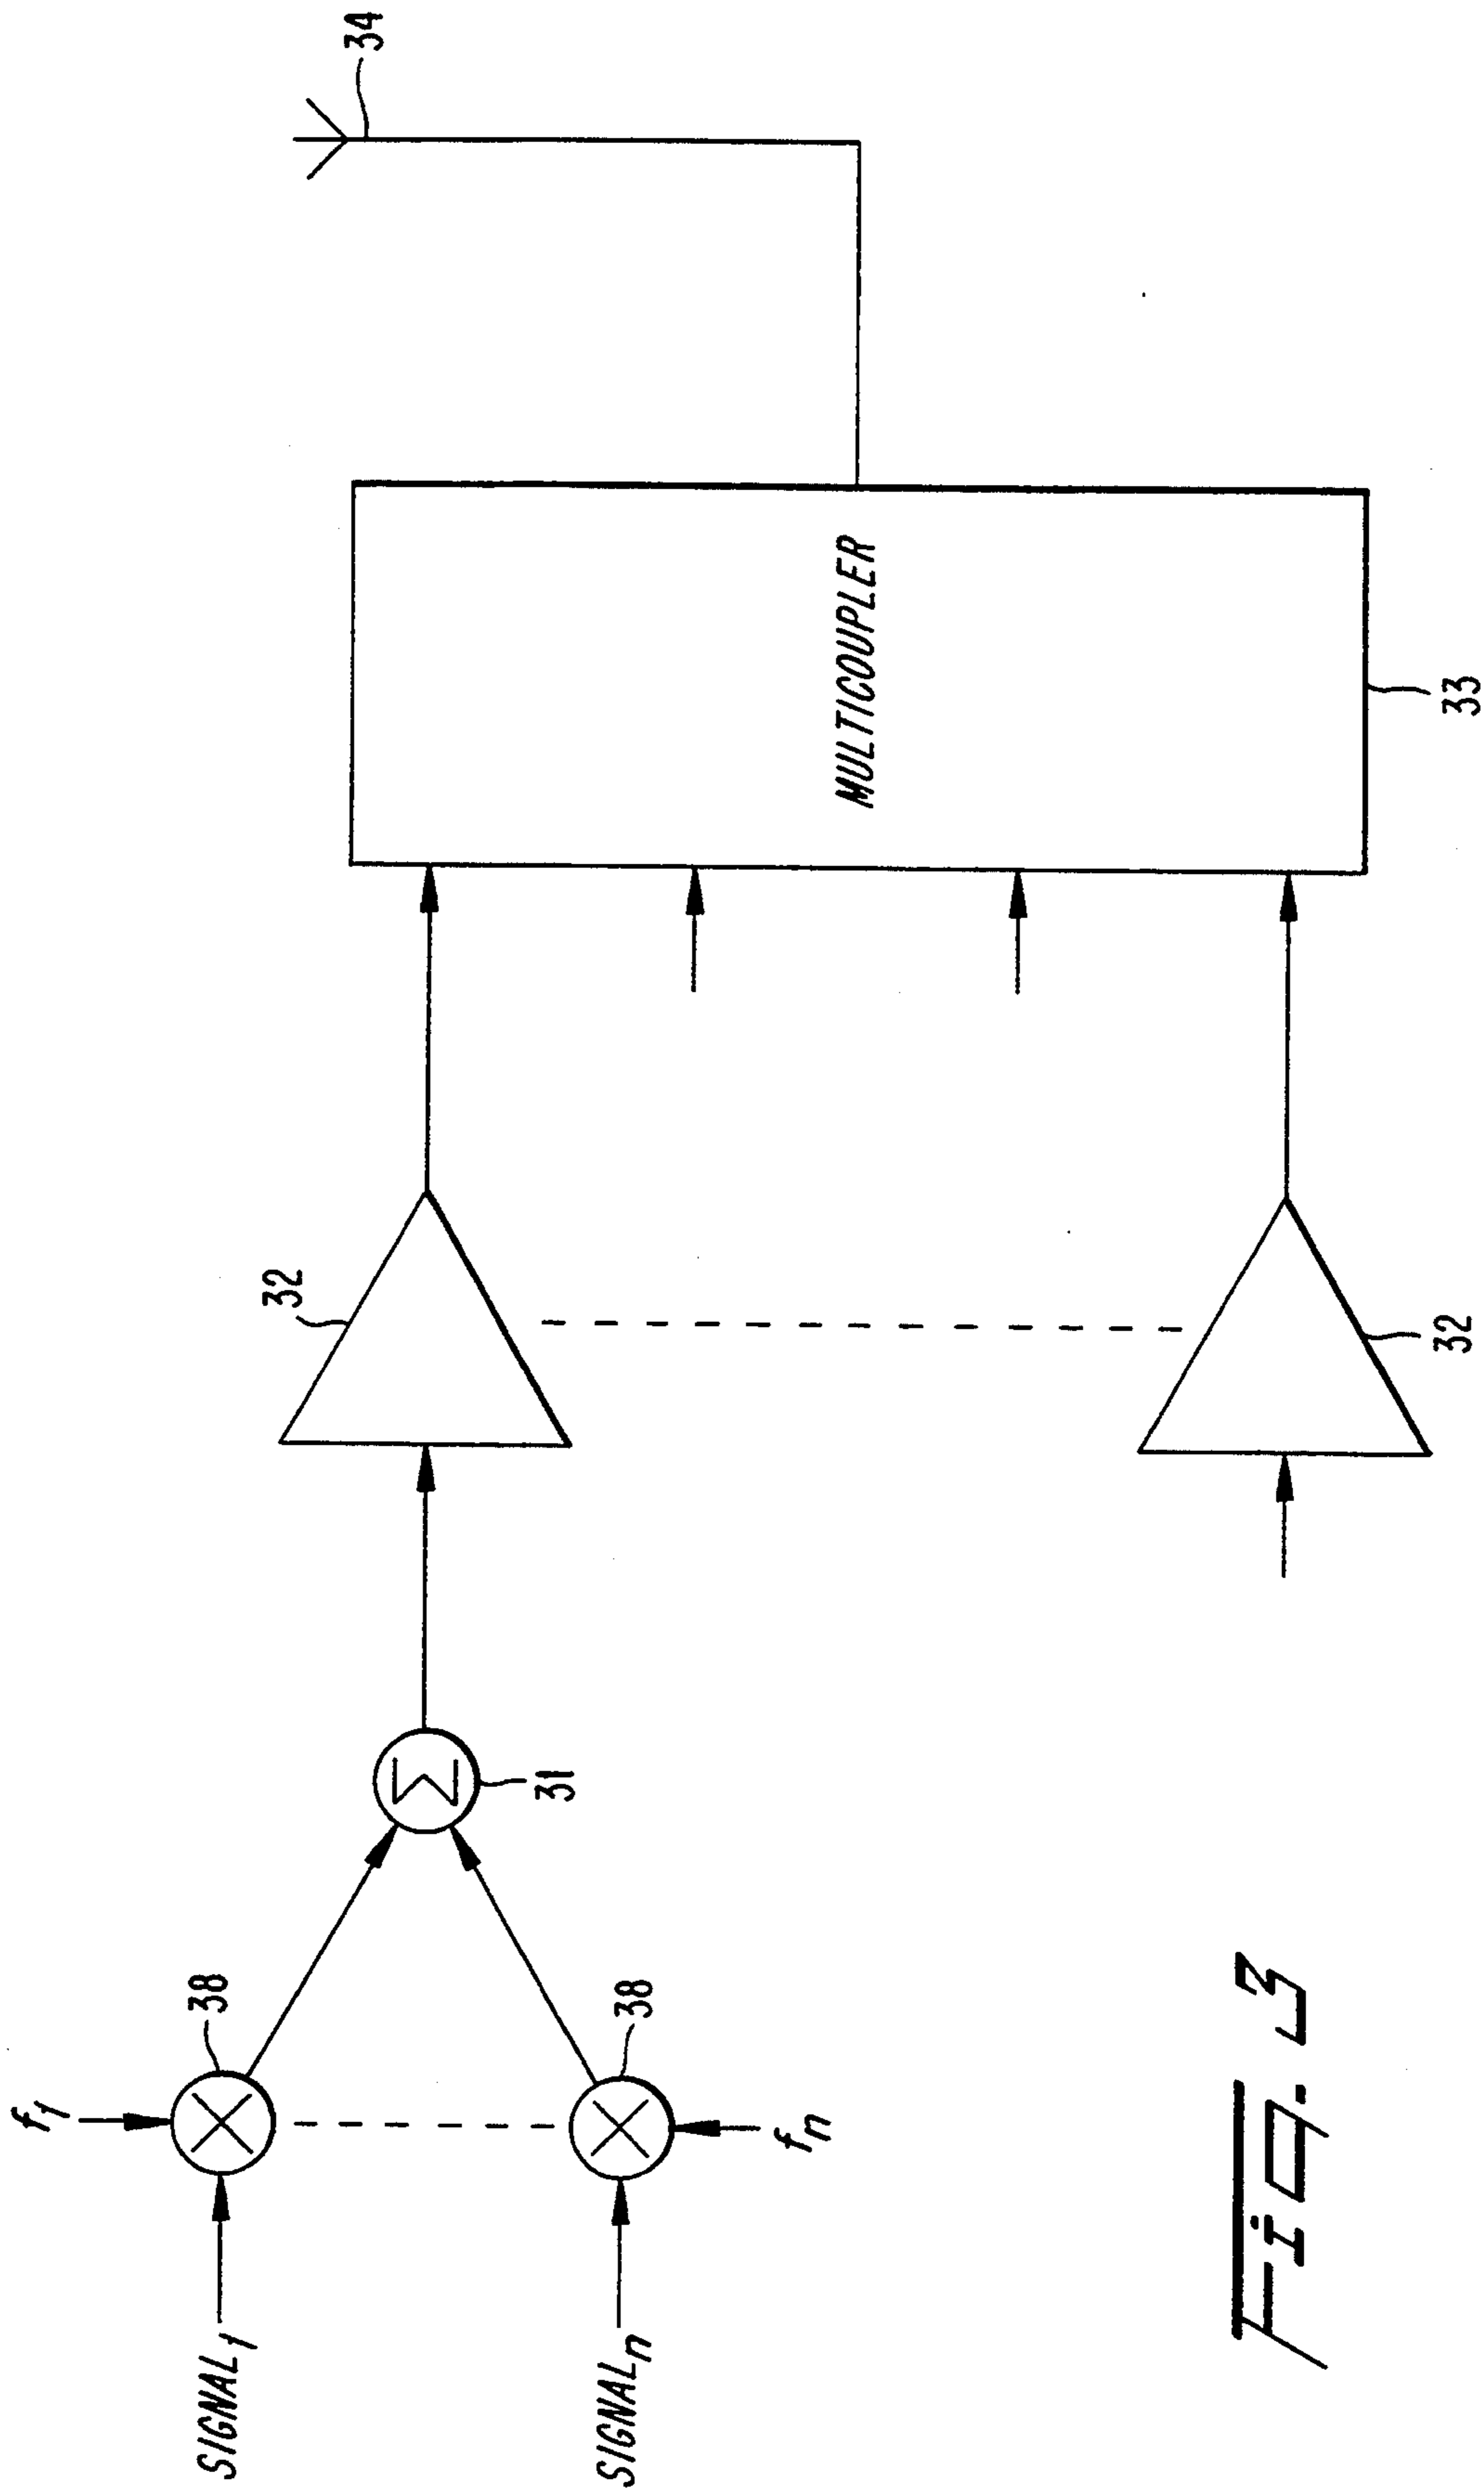 f1
SIGNAL1
38
38
SIGNALn
fn
Σ
31
32
32
MULTICOUPLER
33
34
Fig. 3